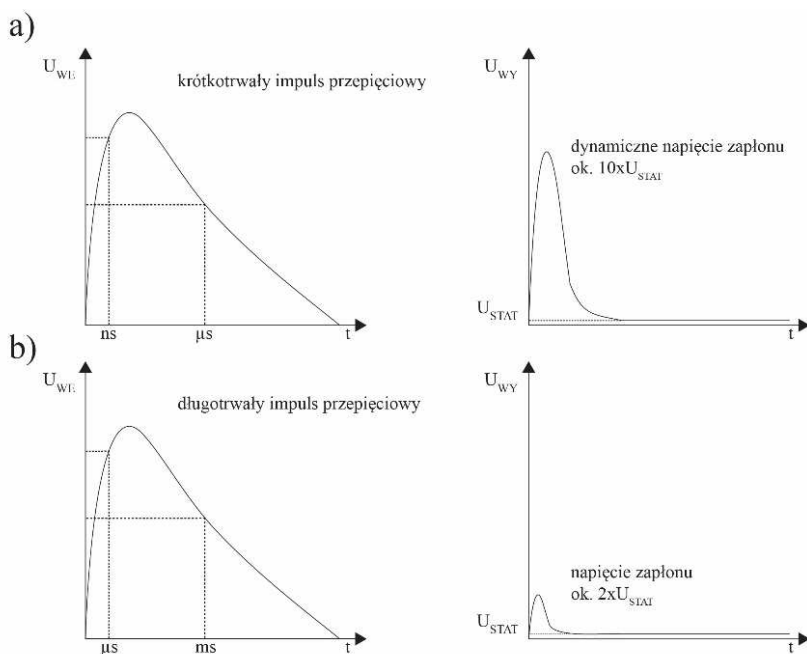 a)
U_WE
krótkotrwały impuls przepięciowy
ns
µs
t
U_WY
dynamiczne napięcie zapłonu
ok. 10xU_STAT
U_STAT
t
b)
U_WE
długotrwały impuls przepięciowy
µs
ms
t
U_WY
napięcie zapłonu
ok. 2xU_STAT
U_STAT
t